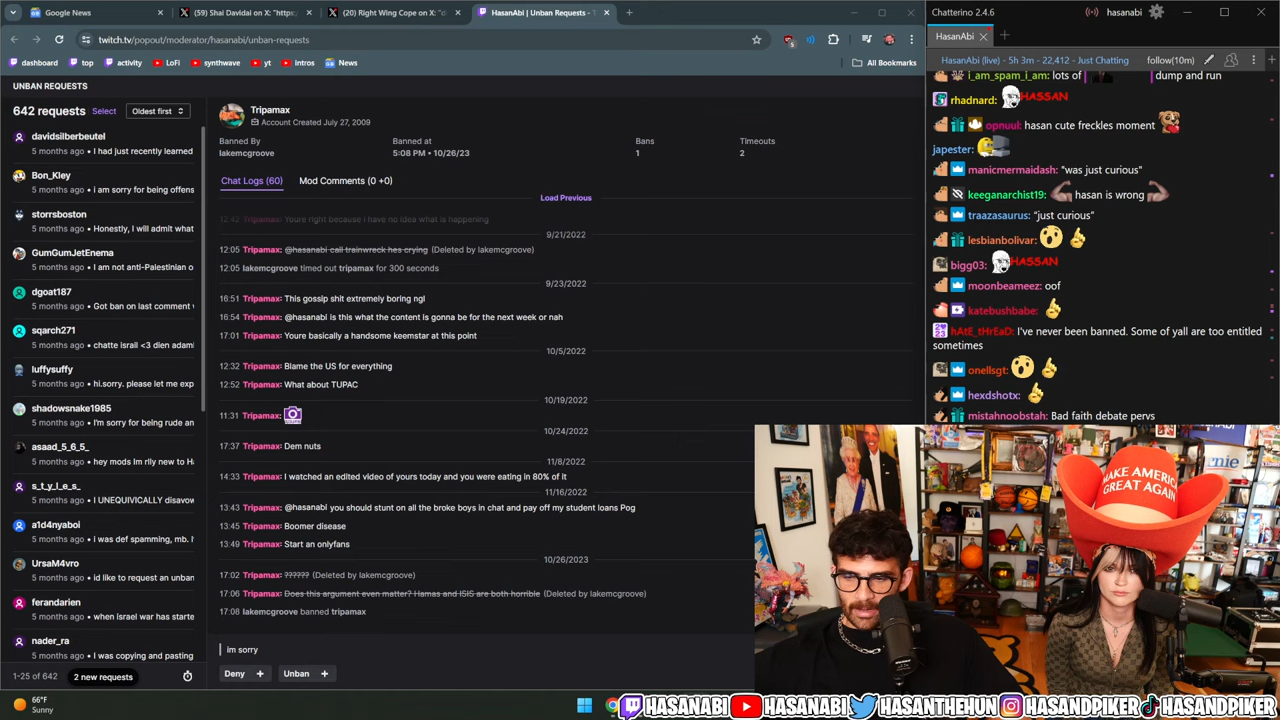 Google News
(59) Shai Davidai on X: "https:
(20) Right Wing Cope on X: "d
HasanAbi | Unban Requests - T
twitch.tv/popout/moderator/hasanabi/unban-requests
dashboard
top
activity
LoFi
synthwave
yt
intros
News
All Bookmarks
UNBAN REQUESTS
642 requests
Select
Oldest first
davidsilberbeutel
5 months ago • I had just recently learned
Bon_Kley
5 months ago • i am sorry for being offens
storrsboston
5 months ago • Honestly, I will admit what
GumGumJetEnema
5 months ago • I am not anti-Palestinian o
dgoat187
5 months ago • Got ban on last comment
sqarch271
5 months ago • chatte israil <3 dien adam
luffysuffy
5 months ago • hi.sorry. please let me exp
shadowsnake1985
5 months ago • I'm sorry for being rude an
asaad_5_6_5_
5 months ago • hey mods Im rlly new to Ha
s_t_y_l_e_s_
5 months ago • I UNEQUIVICALLY disavow
a1d4nyaboi
5 months ago • I was def spamming, mb. I
UrsaM4vro
5 months ago • id like to request an unban
ferandarien
5 months ago • when Israel war has starte
nader_ra
5 months ago • I was copying and pasting
1-25 of 642
2 new requests
Tripamax
Account Created July 27, 2009
Banned By
lakemcgroove
Banned at
5:08 PM • 10/26/23
Bans
1
Timeouts
2
Chat Logs (60)
Mod Comments (0 +0)
Load Previous
12:42 Tripamax: Youre right because i have no idea what is happening
9/21/2022
12:05 Tripamax: @hasanabi call trainwreck hes crying (Deleted by lakemcgroove)
12:05 lakemcgroove timed out tripamax for 300 seconds
9/23/2022
16:51 Tripamax: This gossip shit extremely boring ngl
16:54 Tripamax: @hasanabi is this what the content is gonna be for the next week or nah
17:01 Tripamax: Youre basically a handsome keemstar at this point
10/5/2022
12:32 Tripamax: Blame the US for everything
12:52 Tripamax: What about TUPAC
10/19/2022
11:31 Tripamax:
10/24/2022
17:37 Tripamax: Dem nuts
11/8/2022
14:33 Tripamax: I watched an edited video of yours today and you were eating in 80% of it
11/16/2022
13:43 Tripamax: @hasanabi you should stunt on all the broke boys in chat and pay off my student loans Pog
13:45 Tripamax: Boomer disease
13:49 Tripamax: Start an onlyfans
10/26/2023
17:02 Tripamax: ?????? (Deleted by lakemcgroove)
17:06 Tripamax: Does this argument even matter? Hamas and ISIS are both horrible (Deleted by lakemcgroove)
17:08 lakemcgroove banned tripamax
im sorry
Deny +
Unban +
66°F
Sunny
Chatterino 2.4.6
hasanabi
HasanAbi
HasanAbi (live) - 5h 3m - 22,412 - Just Chatting
follow(10m)
i_am_spam_i_am: lots of dump and run
rhadnard: HASSAN
opnuul: hasan cute freckles moment
japester:
manicmermaidash: "was just curious"
keeganarchist19: hasan is wrong
traazasaurus: "just curious"
lesbianbolivar:
bigg03: HASSAN
moonbeameez: oof
katebushbabe:
hAtE_tHrEaD: I've never been banned. Some of yall are too entitled
sometimes
onellsgt:
hexdshotx:
mistahnoobstah: Bad faith debate pervs
MAKE AMERICA
GREAT AGAIN
HASANABI
HASANABI
HASANTHEHUN
HASANDPIKER
HASANDPIKER